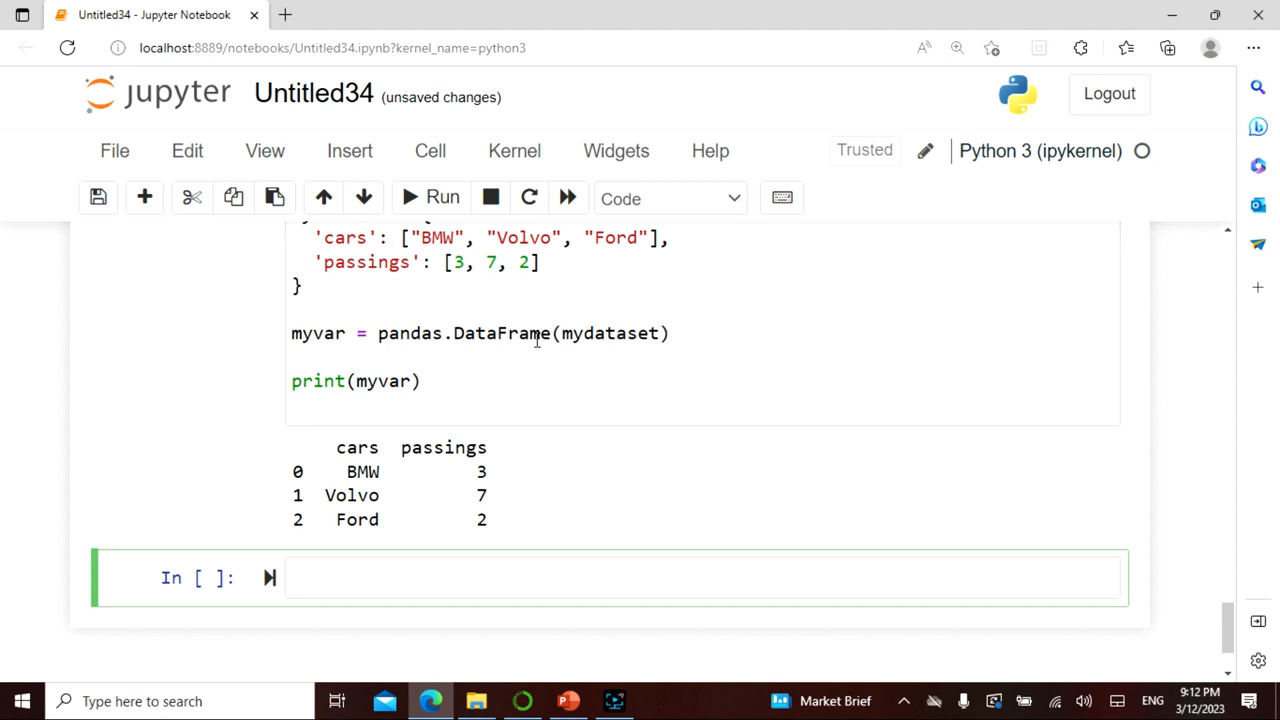 Untitled34 - Jupyter Notebook
localhost:8889/notebooks/Untitled34.ipynb?kernel_name=python3
jupyter Untitled34 (unsaved changes)
Logout
File Edit View Insert Cell Kernel Widgets Help Trusted Python 3 (ipykernel)
Run Code
'cars': ["BMW", "Volvo", "Ford"],
'passings': [3, 7, 2]
}
myvar = pandas.DataFrame(mydataset)
print(myvar)
cars passings
0 BMW 3
1 Volvo 7
2 Ford 2
In [ ]:
Type here to search
Market Brief
ENG
9:12 PM
3/12/2023